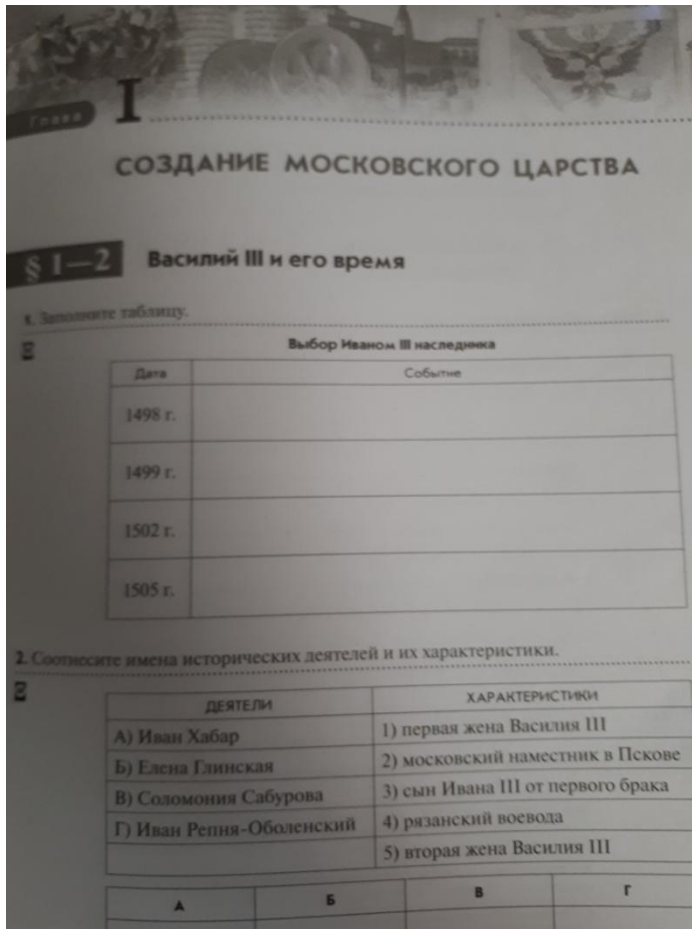 Глава I
СОЗДАНИЕ МОСКОВСКОГО ЦАРСТВА
§ 1—2 Василий III и его время
1. Заполните таблицу.
Выбор Иваном III наследника
Дата Событие
1498 г.
1499 г.
1502 г.
1505 г.
2. Соотнесите имена исторических деятелей и их характеристики.
ДЕЯТЕЛИ ХАРАКТЕРИСТИКИ
А) Иван Хабар 1) первая жена Василия III
Б) Елена Глинская 2) московский наместник в Пскове
В) Соломония Сабурова 3) сын Ивана III от первого брака
Г) Иван Репня-Оболенский 4) рязанский воевода
5) вторая жена Василия III
А Б В Г